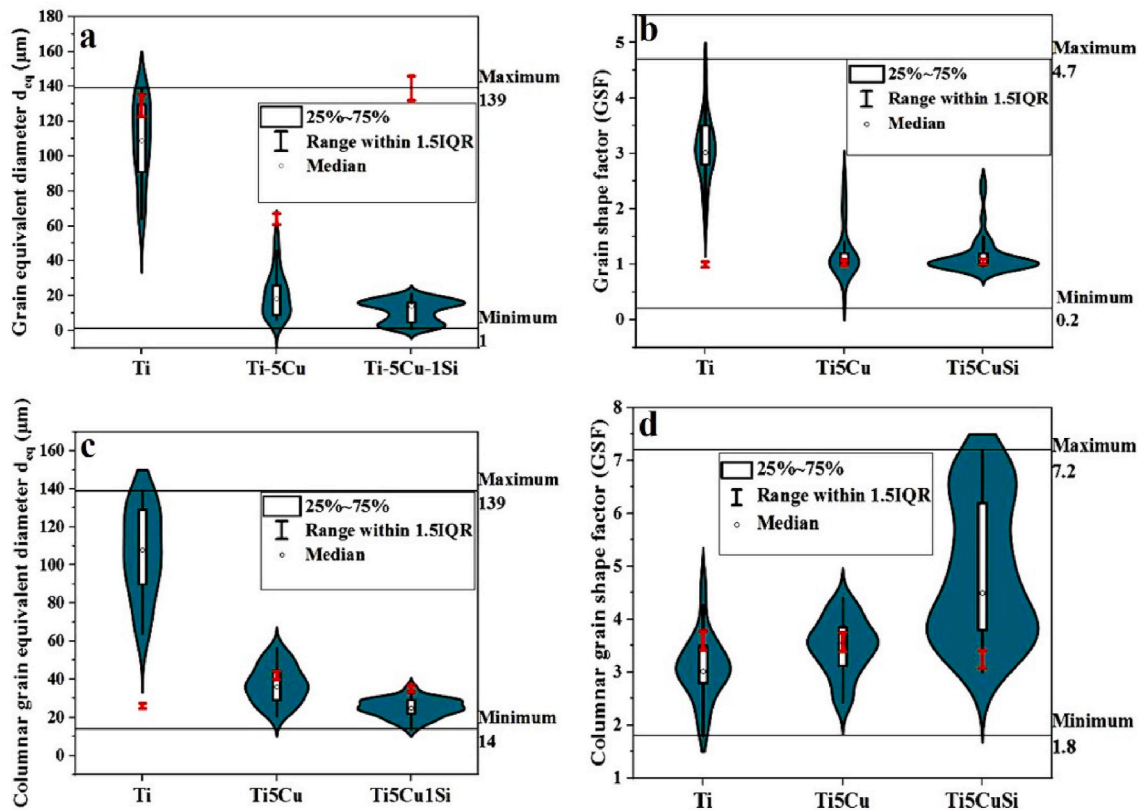 a
Grain equivalent diameter d_eq (μm)
180
160
140
120
100
80
60
40
20
0
Ti
Ti-5Cu
Ti-5Cu-1Si
25%~75%
Range within 1.5IQR
Median
Maximum
139
Minimum
1
b
Grain shape factor (GSF)
5
4
3
2
1
0
Ti
Ti5Cu
Ti5CuSi
25%~75%
Range within 1.5IQR
Median
Maximum
4.7
Minimum
0.2
c
Columnar grain equivalent diameter d_eq (μm)
160
140
120
100
80
60
40
20
0
Ti
Ti5Cu
Ti5Cu1Si
25%~75%
Range within 1.5IQR
Median
Maximum
139
Minimum
14
d
Columnar grain shape factor (GSF)
8
7
6
5
4
3
2
1
Ti
Ti5Cu
Ti5CuSi
25%~75%
Range within 1.5IQR
Median
Maximum
7.2
Minimum
1.8